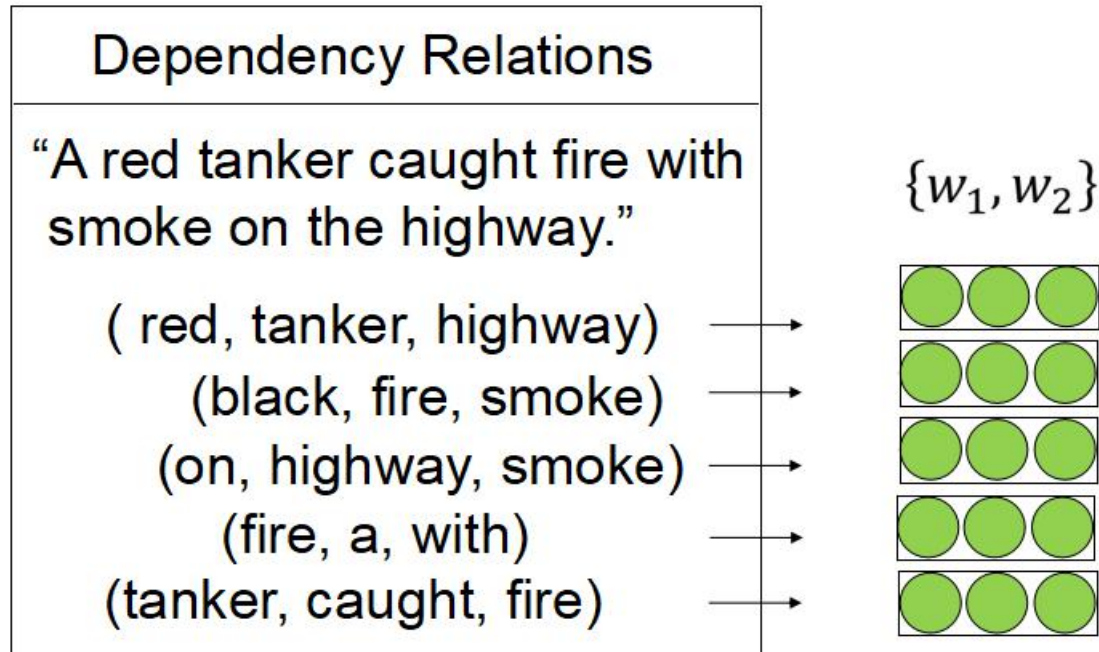 Dependency Relations
“A red tanker caught fire with
smoke on the highway.”
{w₁, w₂}
( red, tanker, highway)
(black, fire, smoke)
(on, highway, smoke)
(fire, a, with)
(tanker, caught, fire)